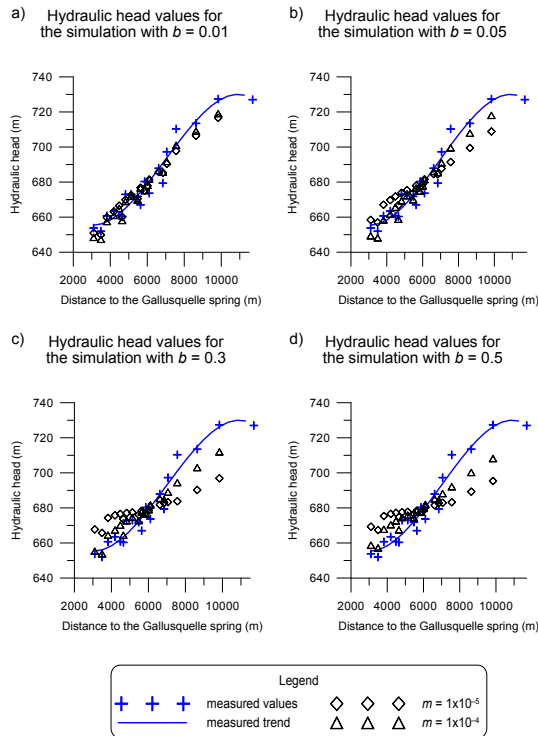 a) Hydraulic head values for
the simulation with b = 0.01
740
720
700
680
660
640
Hydraulic head (m)
2000 4000 6000 8000 10000
Distance to the Gallusquelle spring (m)
b) Hydraulic head values for
the simulation with b = 0.05
740
720
700
680
660
640
Hydraulic head (m)
2000 4000 6000 8000 10000
Distance to the Gallusquelle spring (m)
c) Hydraulic head values for
the simulation with b = 0.3
740
720
700
680
660
640
Hydraulic head (m)
2000 4000 6000 8000 10000
Distance to the Gallusquelle spring (m)
d) Hydraulic head values for
the simulation with b = 0.5
740
720
700
680
660
640
Hydraulic head (m)
2000 4000 6000 8000 10000
Distance to the Gallusquelle spring (m)
Legend
measured values
m = 1x10⁻⁵
measured trend
m = 1x10⁻⁴